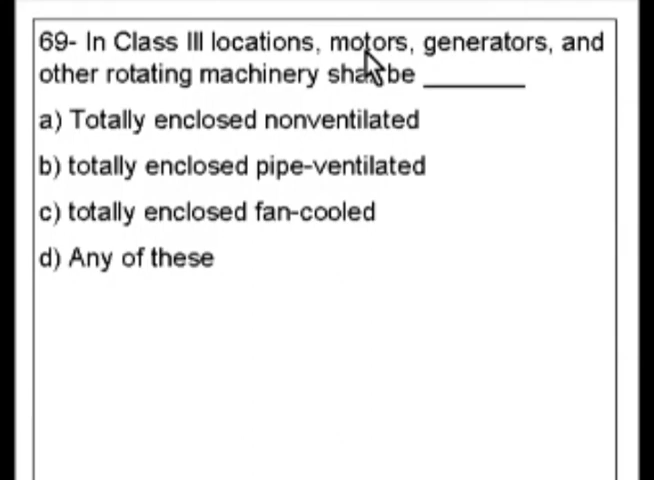 69- In Class III locations, motors, generators, and
other rotating machinery shall be ________
a) Totally enclosed nonventilated
b) totally enclosed pipe-ventilated
c) totally enclosed fan-cooled
d) Any of these